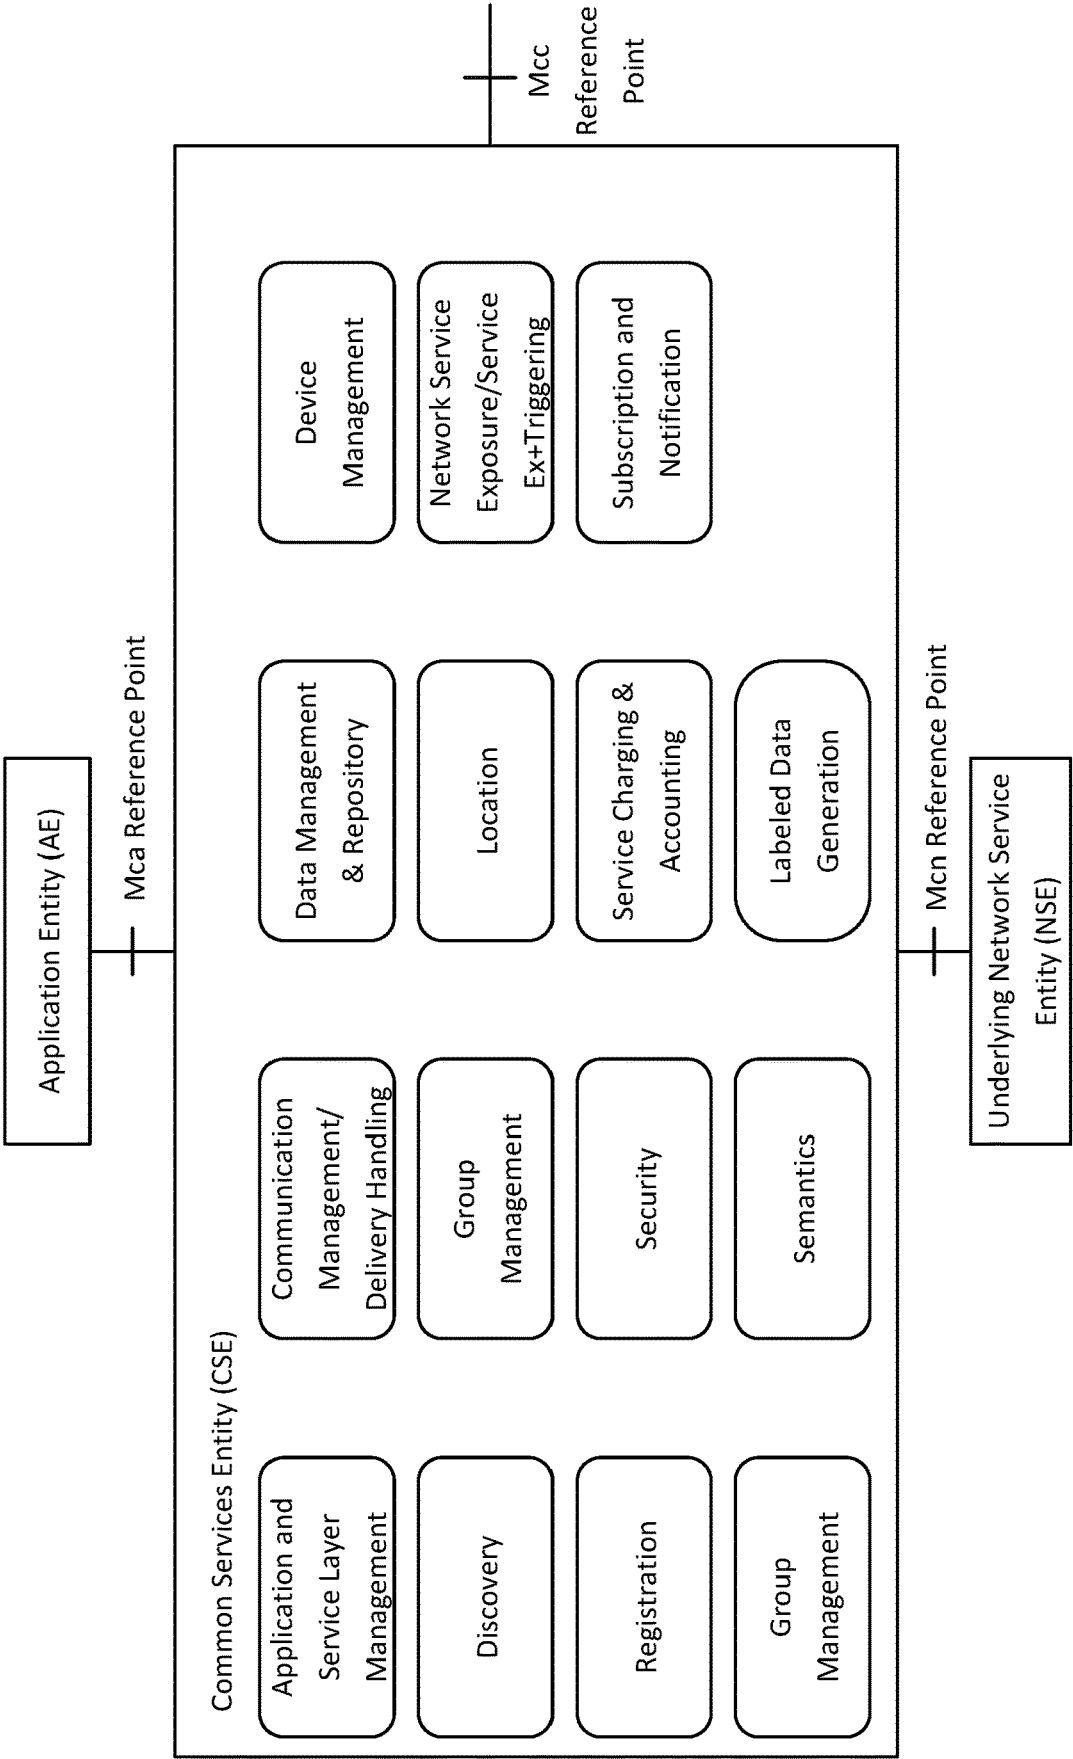 Application Entity (AE)
Mca Reference Point
Common Services Entity (CSE)
Application and
Service Layer
Management
Communication
Management/
Delivery Handling
Data Management
& Repository
Device
Management
Discovery
Group
Management
Location
Network Service
Exposure/Service
Ex+Triggering
Registration
Security
Service Charging &
Accounting
Subscription and
Notification
Group
Management
Semantics
Labeled Data
Generation
Mcc
Reference
Point
Mcn Reference Point
Underlying Network Service
Entity (NSE)